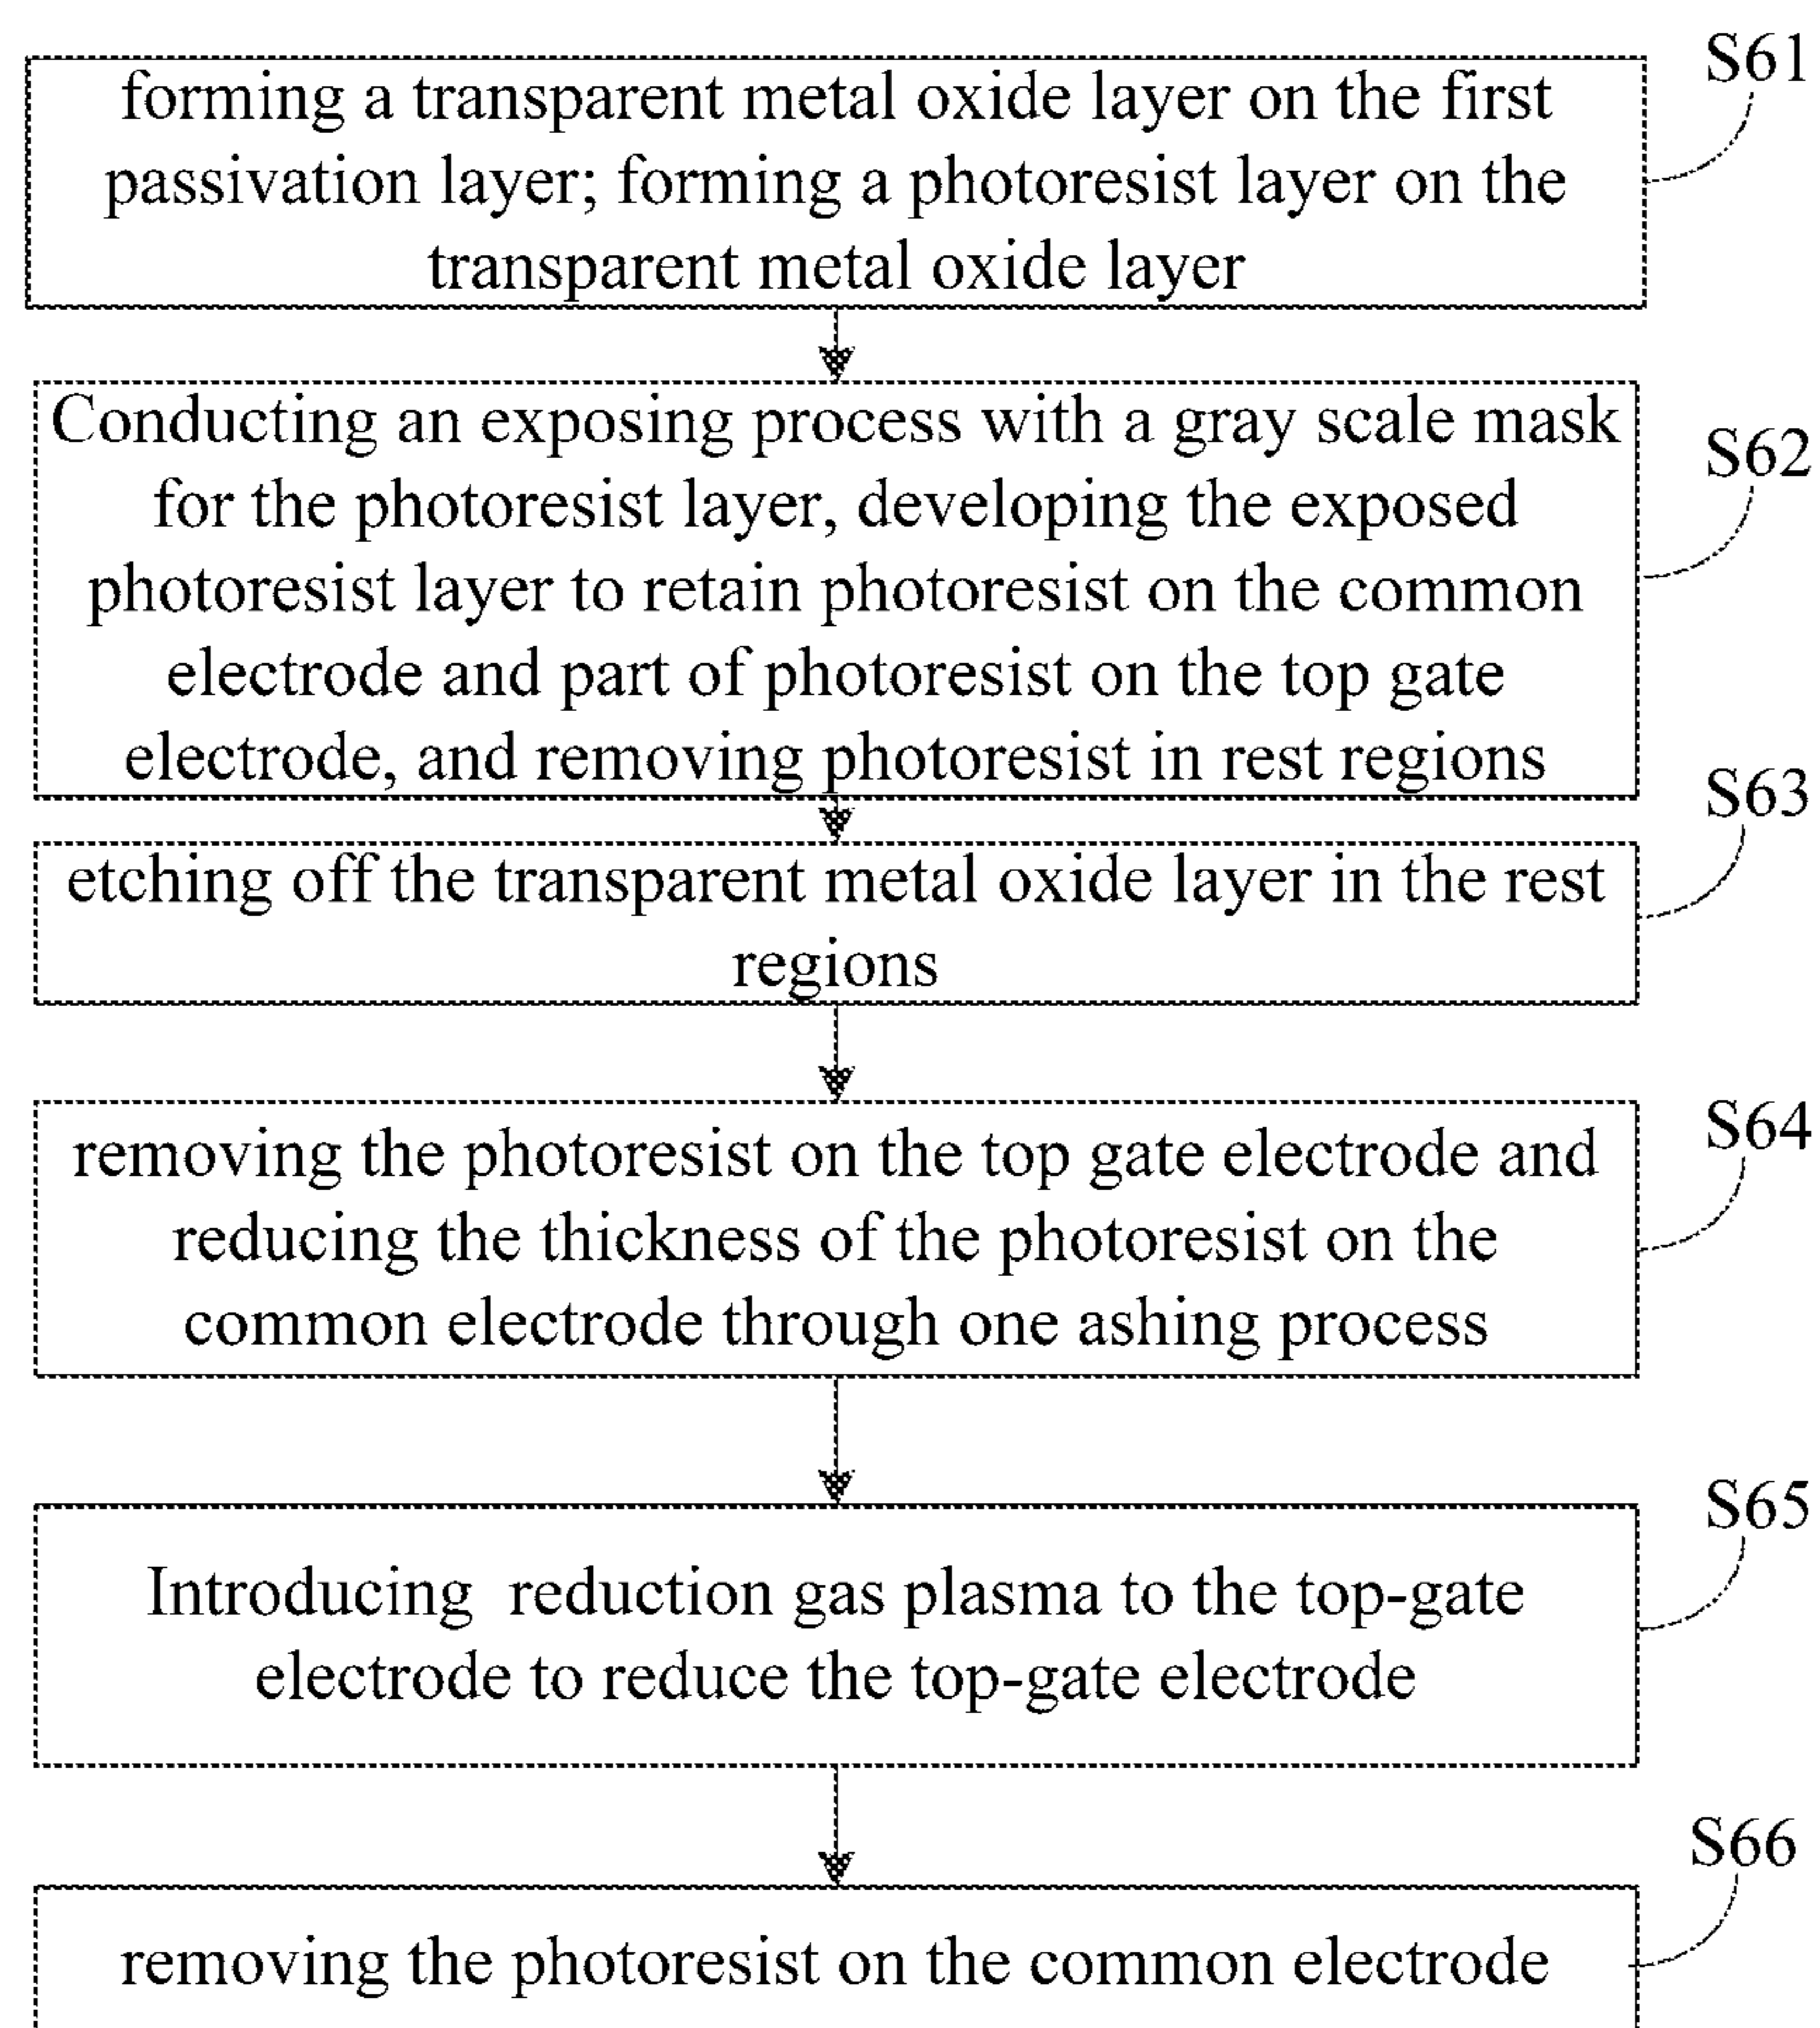 S61
forming a transparent metal oxide layer on the first
passivation layer; forming a photoresist layer on the
transparent metal oxide layer
S62
Conducting an exposing process with a gray scale mask
for the photoresist layer, developing the exposed
photoresist layer to retain photoresist on the common
electrode and part of photoresist on the top gate
electrode, and removing photoresist in rest regions
S63
etching off the transparent metal oxide layer in the rest
regions
S64
removing the photoresist on the top gate electrode and
reducing the thickness of the photoresist on the
common electrode through one ashing process
S65
Introducing reduction gas plasma to the top-gate
electrode to reduce the top-gate electrode
S66
removing the photoresist on the common electrode